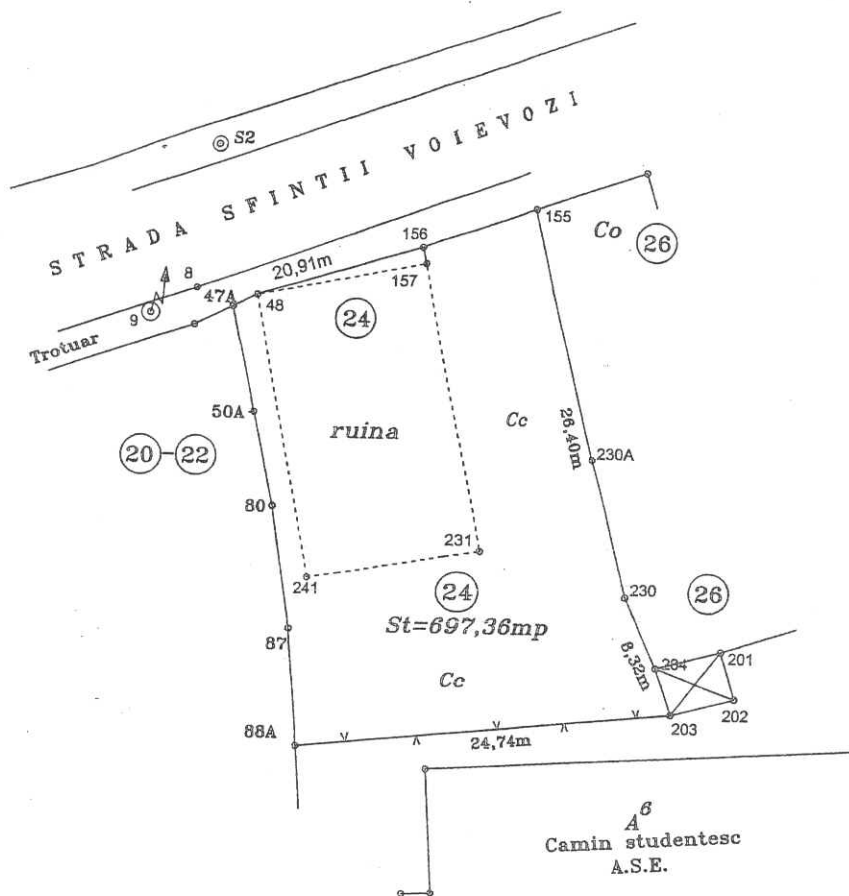 S2
STRADA SFINTII VOIEVOZI
155
Co
26
156
20,91m
157
8
47A
48
9
A
24
Trotuar
50A
ruina
Cc
26,40m
20-22
230A
80
231
241
24
230
26
St=697,36mp
87
8,32m
204
201
Cc
202
88A
203
24,74m
A6
Camin studentesc
A.S.E.